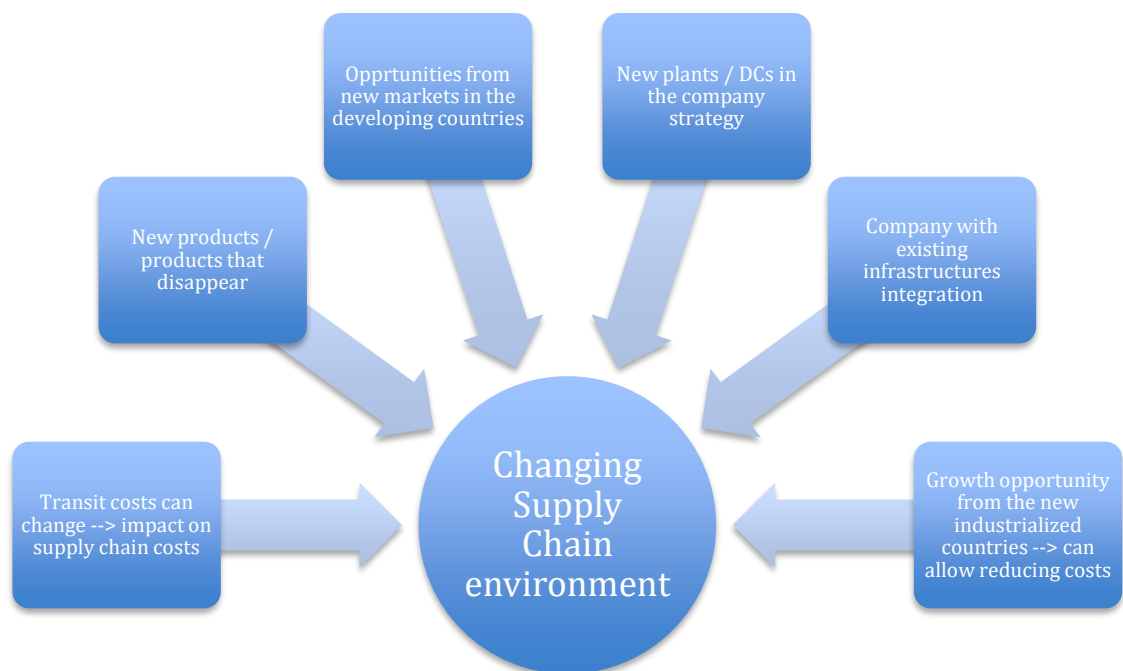 Opprtunities from
new markets in the
developing countries
New plants / DCs in
the company
strategy
New products /
products that
disappear
Company with
existing
infrastructures
integration
Transit costs can
change --> impact on
supply chain costs
Changing
Supply
Chain
environment
Growth opportunity
from the new
industrialized
countries --> can
allow reducing costs